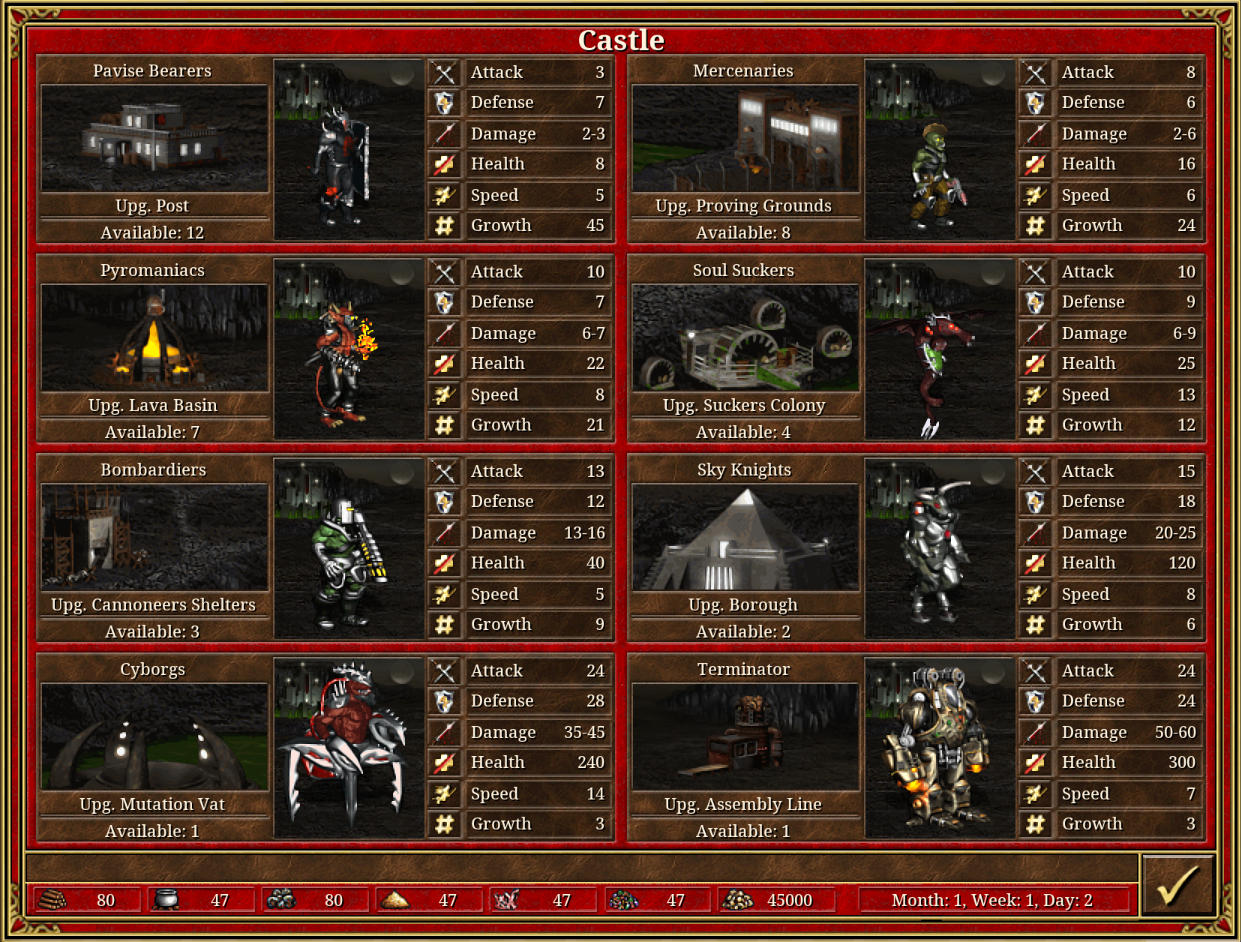 Castle
Pavise Bearers
Upg. Post
Available: 12
Attack 3
Defense 7
Damage 2-3
Health 8
Speed 5
Growth 45
Mercenaries
Upg. Proving Grounds
Available: 8
Attack 8
Defense 6
Damage 2-6
Health 16
Speed 6
Growth 24
Pyromaniacs
Upg. Lava Basin
Available: 7
Attack 10
Defense 7
Damage 6-7
Health 22
Speed 8
Growth 21
Soul Suckers
Upg. Suckers Colony
Available: 4
Attack 10
Defense 9
Damage 6-9
Health 25
Speed 13
Growth 12
Bombardiers
Upg. Cannoneers Shelters
Available: 3
Attack 13
Defense 12
Damage 13-16
Health 40
Speed 5
Growth 9
Sky Knights
Upg. Borough
Available: 2
Attack 15
Defense 18
Damage 20-25
Health 120
Speed 8
Growth 6
Cyborgs
Upg. Mutation Vat
Available: 1
Attack 24
Defense 28
Damage 35-45
Health 240
Speed 14
Growth 3
Terminator
Upg. Assembly Line
Available: 1
Attack 24
Defense 24
Damage 50-60
Health 300
Speed 7
Growth 3
80 47 80 47 47 47 45000 Month: 1, Week: 1, Day: 2